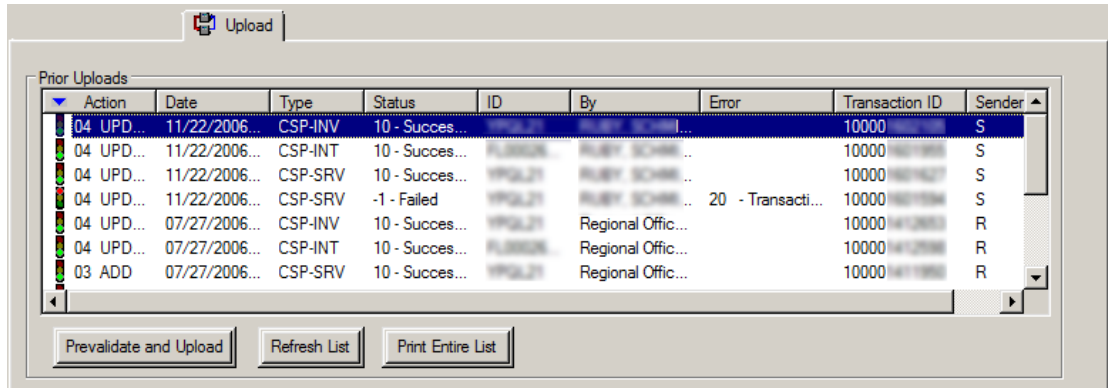 Upload
Prior Uploads
Action Date Type Status ID By Error Transaction ID Sender
04 UPD... 11/22/2006... CSP-INV 10 - Succes... 10000 S
04 UPD... 11/22/2006... CSP-INT 10 - Succes... .. 10000 S
04 UPD... 11/22/2006... CSP-SRV 10 - Succes... .. 10000 S
04 UPD... 11/22/2006... CSP-SRV -1 - Failed .. 20 - Transacti... 10000 S
04 UPD... 07/27/2006... CSP-INV 10 - Succes... Regional Offic... 10000 R
04 UPD... 07/27/2006... CSP-INT 10 - Succes... Regional Offic... 10000 R
03 ADD 07/27/2006... CSP-SRV 10 - Succes... Regional Offic... 10000 R
Prevalidate and Upload Refresh List Print Entire List